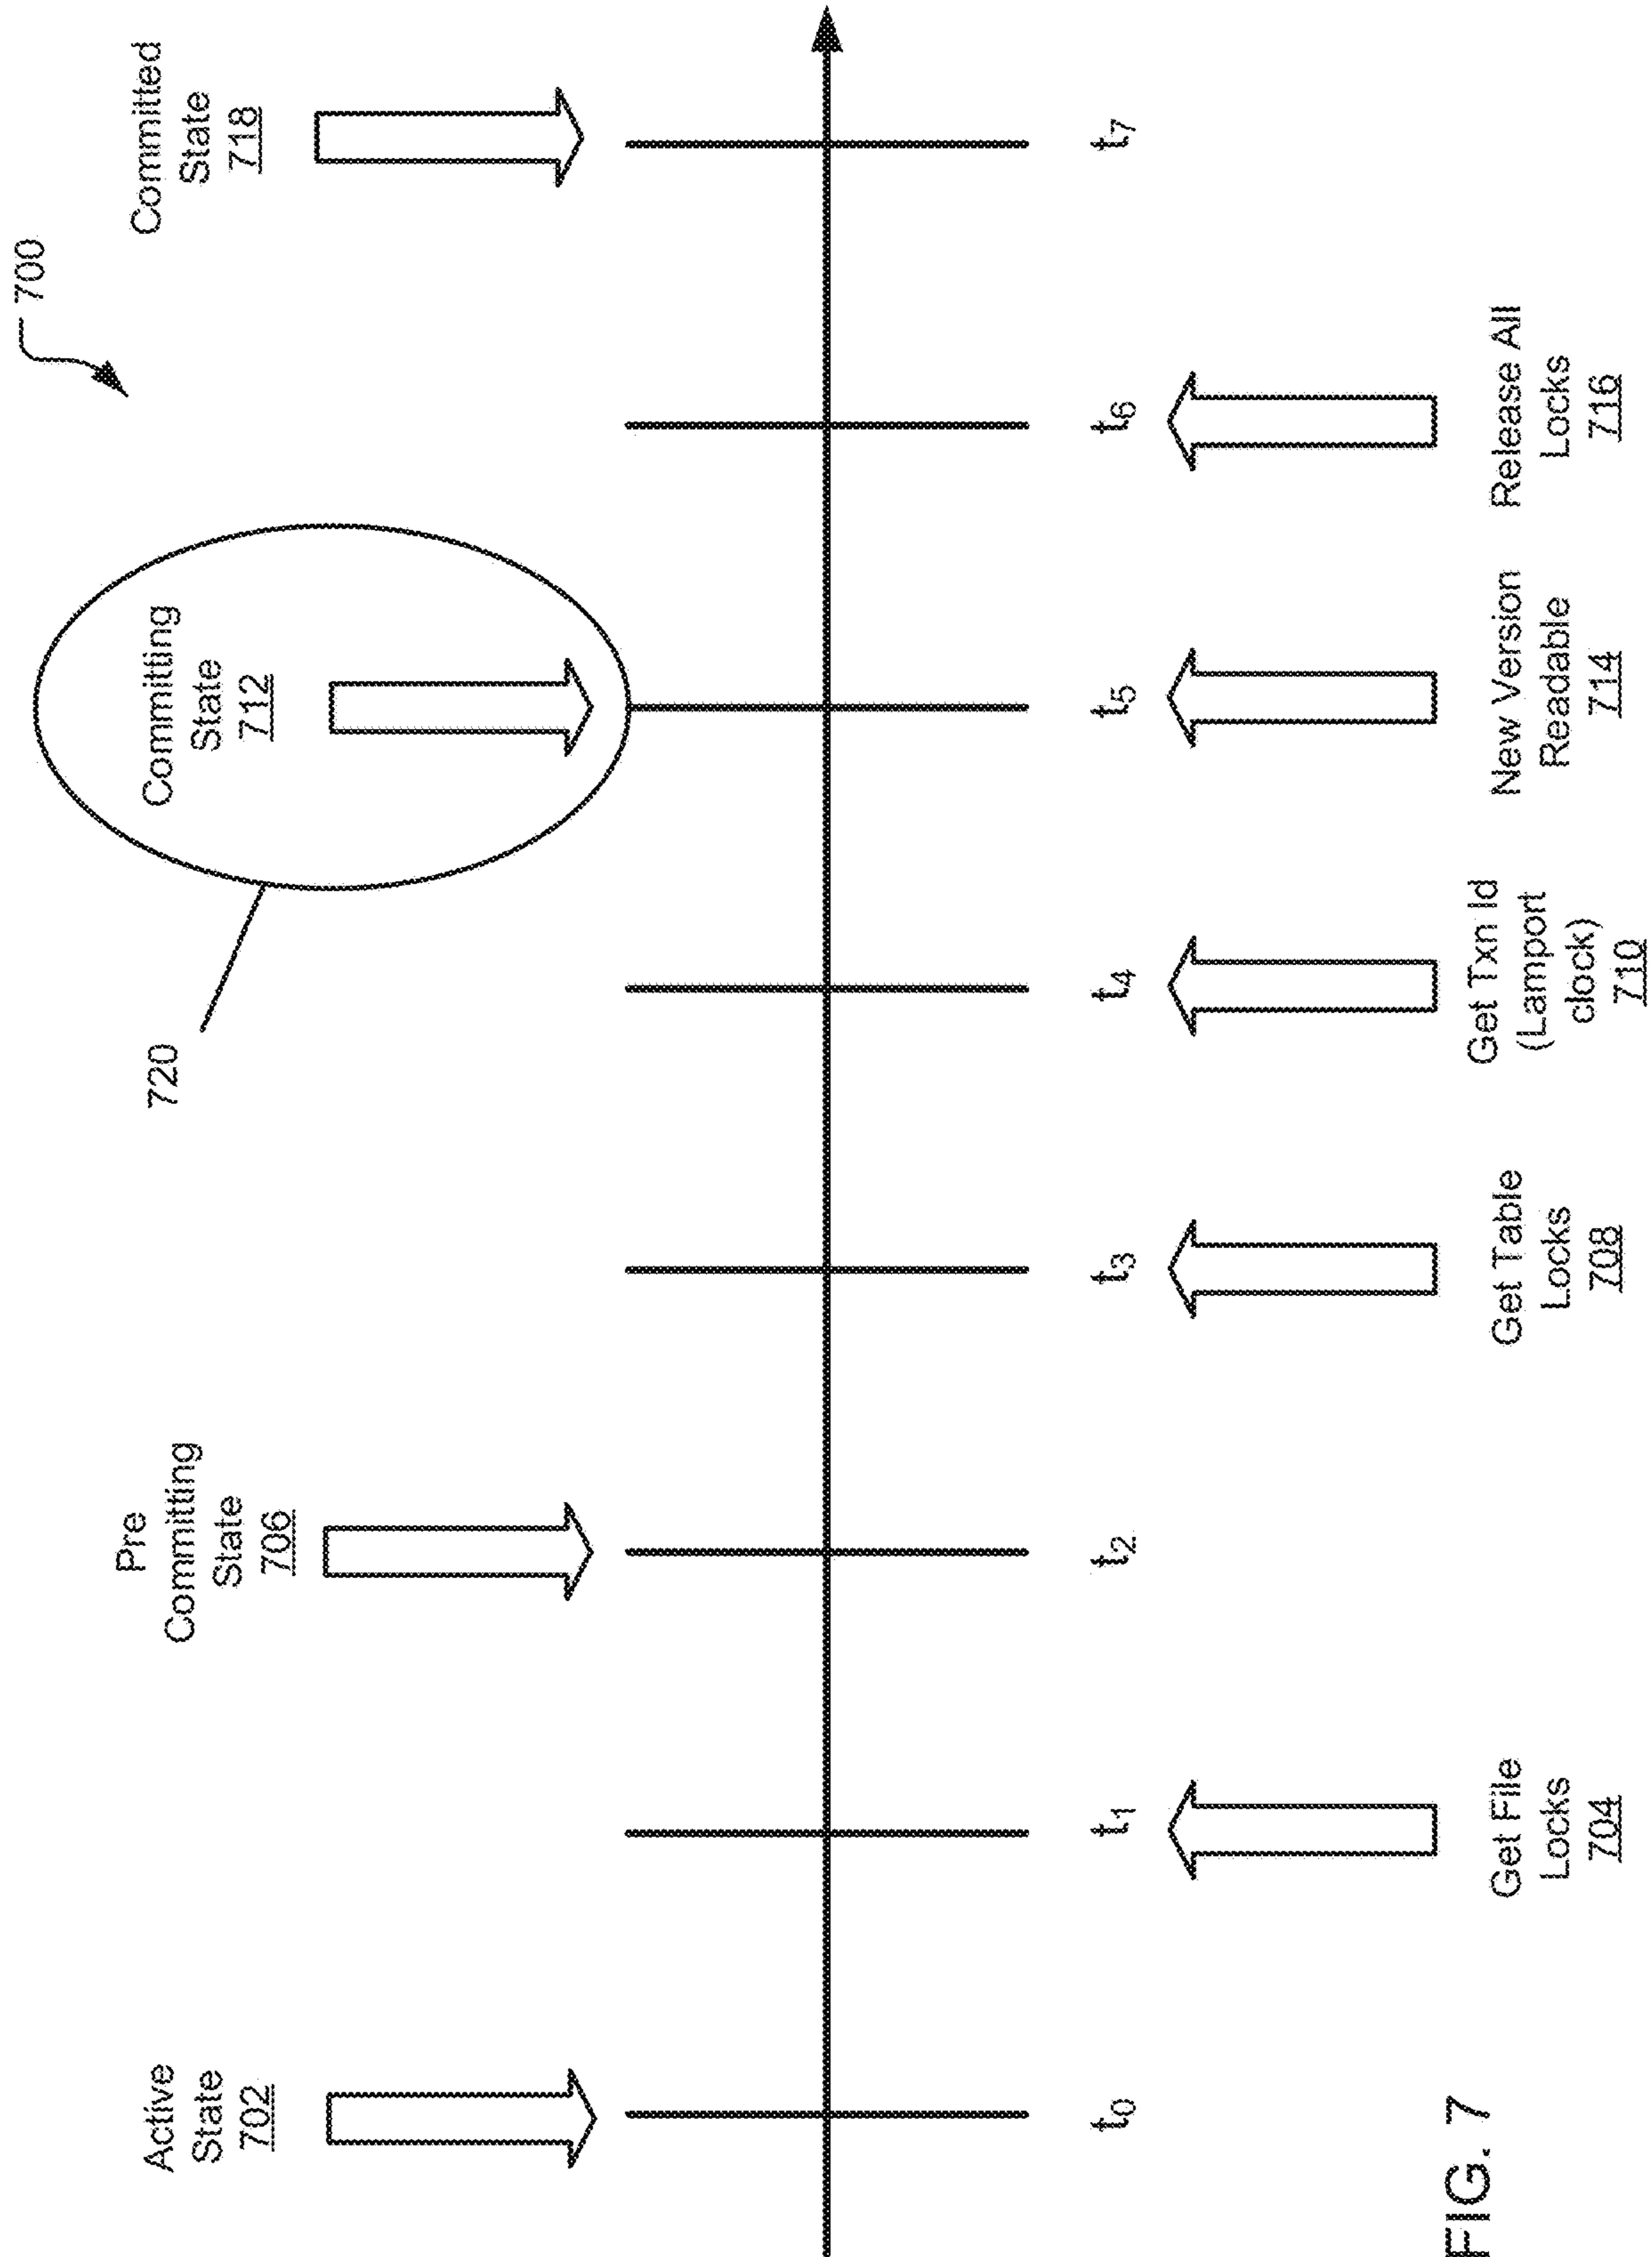 700
Active
State
702
Pre
Committing
State
706
720
Committing
State
712
Committed
State
718
t0
t1
t2
t3
t4
t5
t6
t7
Get File
Locks
704
Get Table
Locks
708
Get Txn Id
(Lamport
clock)
710
New Version
Readable
714
Release All
Locks
716
FIG. 7